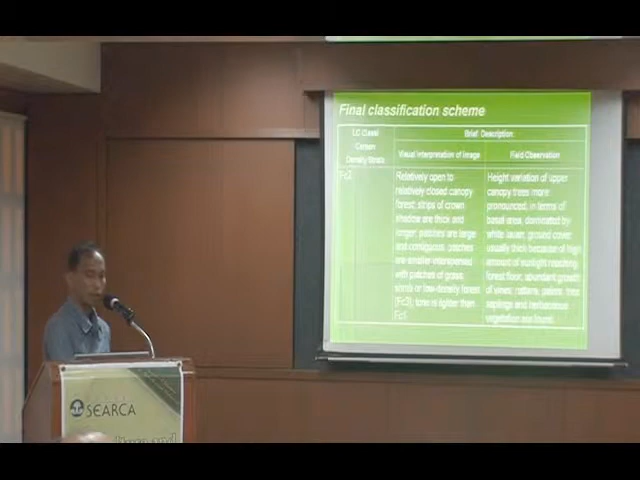 Final classification scheme
LC Class/
Carbon
Density Strata
Brief Description
Visual interpretation of image
Field Observation
Fc2
Relatively open to
relatively closed canopy
forest; strips of crown
shadow are thick and
longer; patches are large
and contiguous; patches
are smaller interspersed
with patches of grass,
shrub or low-density forest
(Fc3); tone is lighter than
Fc1
Height variation of upper
canopy trees more
pronounced; in terms of
basal area, dominated by
white lauan; ground cover
usually thick because of high
amount of sunlight reaching
forest floor; abundant growth
of vines, rattans, palms, tree
saplings and herbaceous
vegetation are found.
SEARCA
and